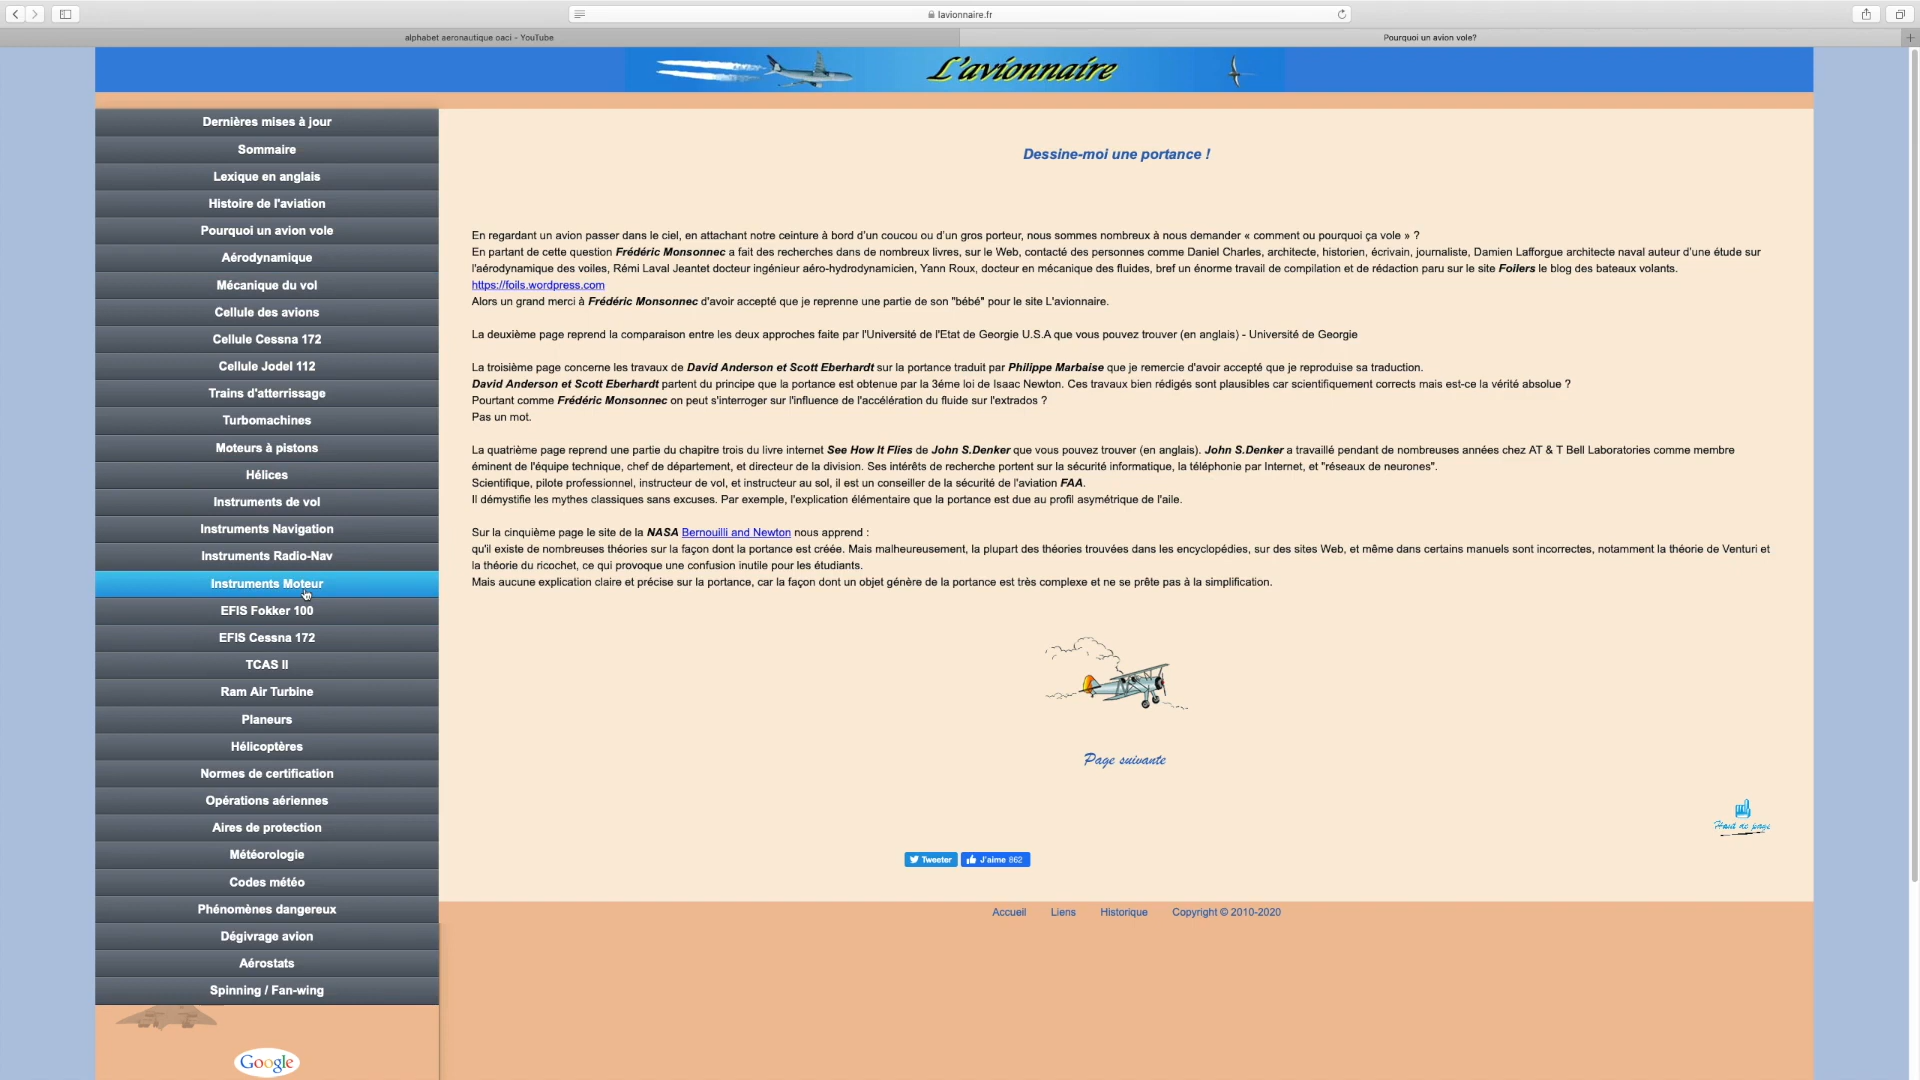 lavionnaire.fr
alphabet aeronautique oaci - YouTube
Pourquoi un avion vole?
L'avionnaire
Dernières mises à jour
Sommaire
Lexique en anglais
Histoire de l'aviation
Pourquoi un avion vole
Aérodynamique
Mécanique du vol
Cellule des avions
Cellule Cessna 172
Cellule Jodel 112
Trains d'atterrissage
Turbomachines
Moteurs à pistons
Hélices
Instruments de vol
Instruments Navigation
Instruments Radio-Nav
Instruments Moteur
EFIS Fokker 100
EFIS Cessna 172
TCAS II
Ram Air Turbine
Planeurs
Hélicoptères
Normes de certification
Opérations aériennes
Aires de protection
Météorologie
Codes météo
Phénomènes dangereux
Dégivrage avion
Aérostats
Spinning / Fan-wing
Google
Dessine-moi une portance !
En regardant un avion passer dans le ciel, en attachant notre ceinture à bord d'un coucou ou d'un gros porteur, nous sommes nombreux à nous demander « comment ou pourquoi ça vole » ?
En partant de cette question Frédéric Monsonnec a fait des recherches dans de nombreux livres, sur le Web, contacté des personnes comme Daniel Charles, architecte, historien, écrivain, journaliste, Damien Lafforgue architecte naval auteur d'une étude sur
l'aérodynamique des voiles, Rémi Laval Jeantet docteur ingénieur aéro-hydrodynamicien, Yann Roux, docteur en mécanique des fluides, bref un énorme travail de compilation et de rédaction paru sur le site Foilers le blog des bateaux volants.
https://foils.wordpress.com
Alors un grand merci à Frédéric Monsonnec d'avoir accepté que je reprenne une partie de son "bébé" pour le site L'avionnaire.
La deuxième page reprend la comparaison entre les deux approches faite par l'Université de l'Etat de Georgie U.S.A que vous pouvez trouver (en anglais) - Université de Georgie
La troisième page concerne les travaux de David Anderson et Scott Eberhardt sur la portance traduit par Philippe Marbaise que je remercie d'avoir accepté que je reproduise sa traduction.
David Anderson et Scott Eberhardt partent du principe que la portance est obtenue par la 3éme loi de Isaac Newton. Ces travaux bien rédigés sont plausibles car scientifiquement corrects mais est-ce la vérité absolue ?
Pourtant comme Frédéric Monsonnec on peut s'interroger sur l'influence de l'accélération du fluide sur l'extrados ?
Pas un mot.
La quatrième page reprend une partie du chapitre trois du livre internet See How It Flies de John S.Denker que vous pouvez trouver (en anglais). John S.Denker a travaillé pendant de nombreuses années chez AT & T Bell Laboratories comme membre
éminent de l'équipe technique, chef de département, et directeur de la division. Ses intérêts de recherche portent sur la sécurité informatique, la téléphonie par Internet, et "réseaux de neurones".
Scientifique, pilote professionnel, instructeur de vol, et instructeur au sol, il est un conseiller de la sécurité de l'aviation FAA.
Il démystifie les mythes classiques sans excuses. Par exemple, l'explication élémentaire que la portance est due au profil asymétrique de l'aile.
Sur la cinquième page le site de la NASA Bernouilli and Newton nous apprend :
qu'il existe de nombreuses théories sur la façon dont la portance est créée. Mais malheureusement, la plupart des théories trouvées dans les encyclopédies, sur des sites Web, et même dans certains manuels sont incorrectes, notamment la théorie de Venturi et
la théorie du ricochet, ce qui provoque une confusion inutile pour les étudiants.
Mais aucune explication claire et précise sur la portance, car la façon dont un objet génère de la portance est très complexe et ne se prête pas à la simplification.
Page suivante
Haut de page
Tweeter
J'aime 862
Accueil Liens Historique Copyright © 2010-2020